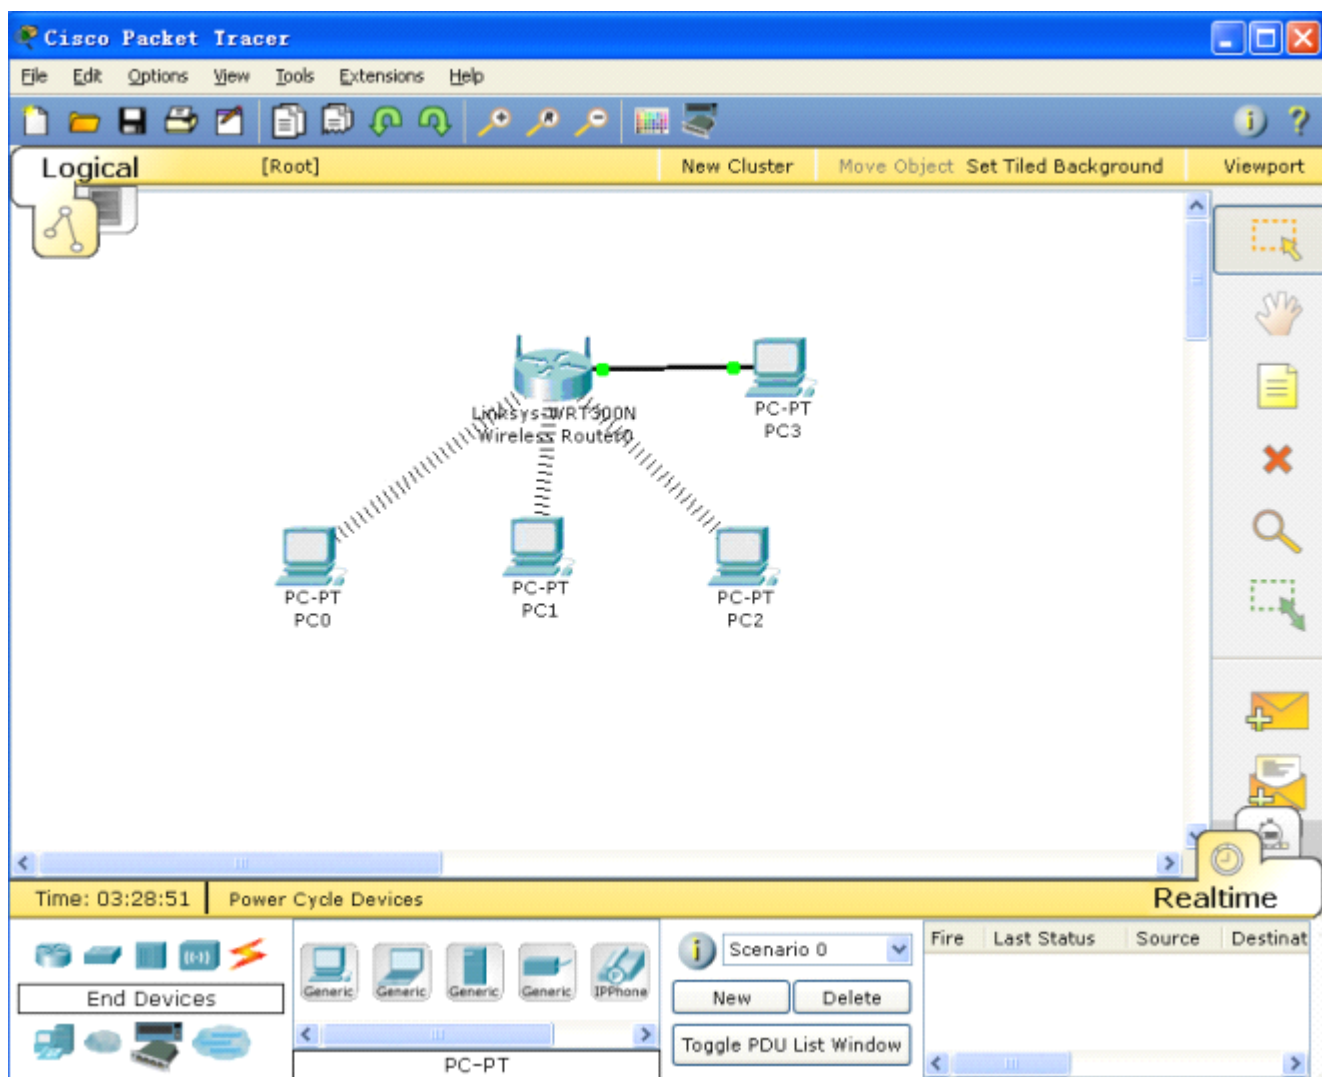 Cisco Packet Tracer
File Edit Options View Tools Extensions Help
Logical [Root] New Cluster Move Object Set Tiled Background Viewport
Linksys-WRT300N
Wireless Router0
PC-PT
PC3
PC-PT
PC0
PC-PT
PC1
PC-PT
PC2
Time: 03:28:51 Power Cycle Devices Realtime
Fire Last Status Source Destinat
Scenario 0
Generic Generic Generic Generic IPPhone
End Devices
New Delete
Toggle PDU List Window
PC-PT